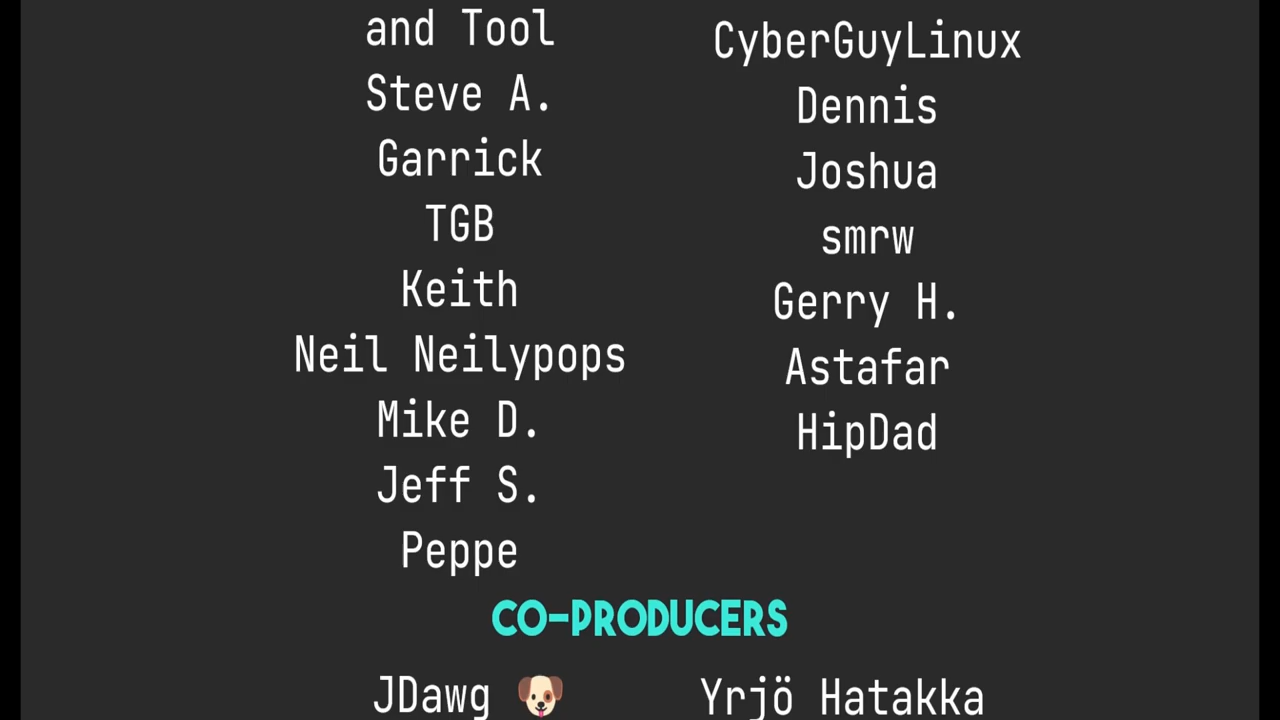 and Tool
Steve A.
Garrick
TGB
Keith
Neil Neilypops
Mike D.
Jeff S.
Peppe
CyberGuyLinux
Dennis
Joshua
smrw
Gerry H.
Astafar
HipDad
CO-PRODUCERS
JDawg 🐶
Yrjö Hatakka